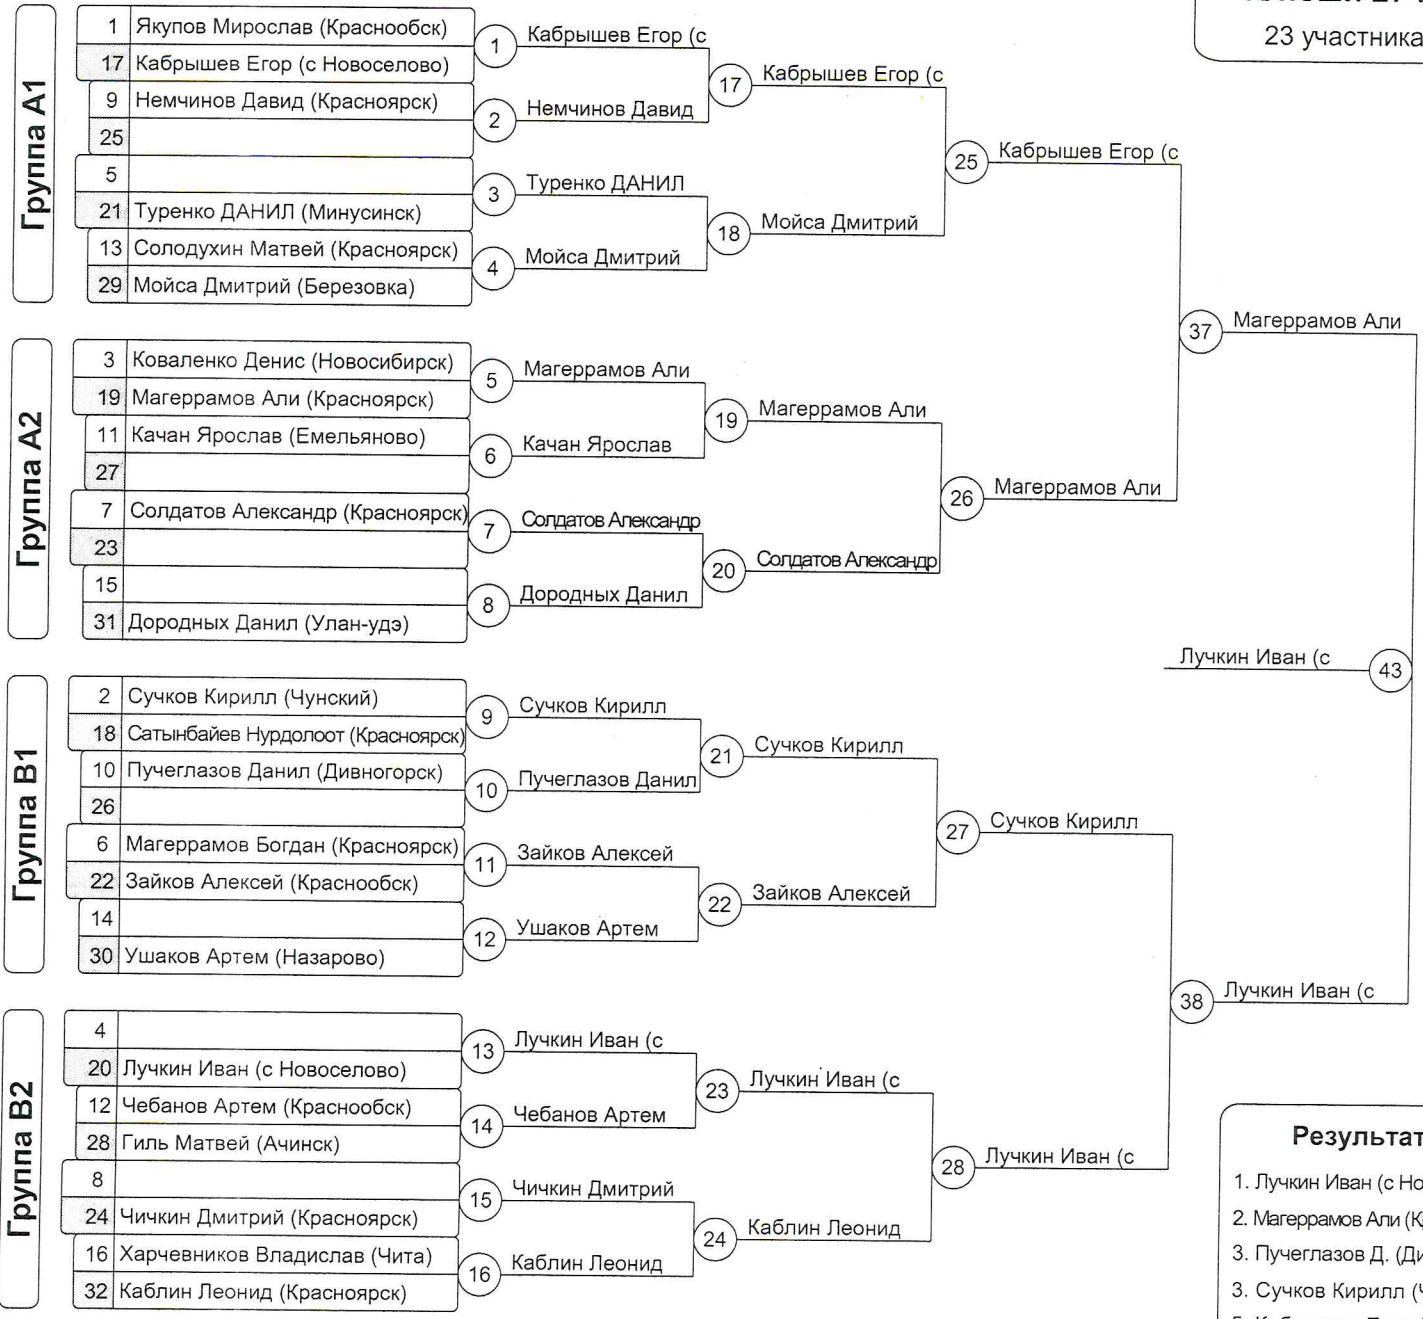 23 участника
Группа А1
1 Якупов Мирослав (Краснообск)
17 Кабрышев Егор (с Новоселово)
9 Немчинов Давид (Красноярск)
25
5
21 Туренко ДАНИЛ (Минусинск)
13 Солодухин Матвей (Красноярск)
29 Мойса Дмитрий (Березовка)
1 Кабрышев Егор (с
2 Немчинов Давид
3 Туренко ДАНИЛ
4 Мойса Дмитрий
17 Кабрышев Егор (с
18 Мойса Дмитрий
25 Кабрышев Егор (с
Группа А2
3 Коваленко Денис (Новосибирск)
19 Магеррамов Али (Красноярск)
11 Качан Ярослав (Емельяново)
27
7 Солдатов Александр (Красноярск)
23
15
31 Дородных Данил (Улан-удэ)
5 Магеррамов Али
6 Качан Ярослав
7 Солдатов Александр
8 Дородных Данил
19 Магеррамов Али
20 Солдатов Александр
26 Магеррамов Али
37 Магеррамов Али
Лучкин Иван (с 43
Группа В1
2 Сучков Кирилл (Чунский)
18 Сатынбайев Нурдолоот (Красноярск)
10 Пучеглазов Данил (Дивногорск)
26
6 Магеррамов Богдан (Красноярск)
22 Зайков Алексей (Краснообск)
14
30 Ушаков Артем (Назарово)
9 Сучков Кирилл
10 Пучеглазов Данил
11 Зайков Алексей
12 Ушаков Артем
21 Сучков Кирилл
22 Зайков Алексей
27 Сучков Кирилл
38 Лучкин Иван (с
Группа В2
4
20 Лучкин Иван (с Новоселово)
12 Чебанов Артем (Краснообск)
28 Гиль Матвей (Ачинск)
8
24 Чичкин Дмитрий (Красноярск)
16 Харчевников Владислав (Чита)
32 Каблин Леонид (Красноярск)
13 Лучкин Иван (с
14 Чебанов Артем
15 Чичкин Дмитрий
16 Каблин Леонид
23 Лучкин Иван (с
24 Каблин Леонид
28 Лучкин Иван (с
Результат
1. Лучкин Иван (с Но
2. Магеррамов Али (К
3. Пучеглазов Д. (Ди
3. Сучков Кирилл (Ч